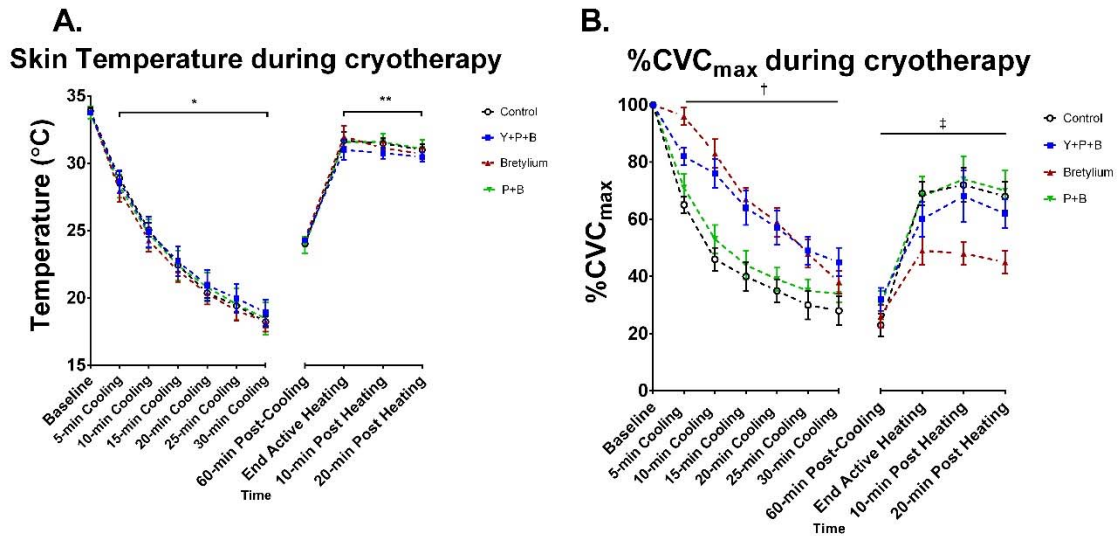 A.
Skin Temperature during cryotherapy
35
30
25
20
15
Temperature (°C)
*
**
Control
Y+P+B
Bretylium
P+B
Baseline
5-min Cooling
10-min Cooling
15-min Cooling
20-min Cooling
25-min Cooling
30-min Cooling
60-min Post-Cooling
End Active Heating
10-min Post Heating
20-min Post Heating
Time
B.
%CVCmax during cryotherapy
100
80
60
40
20
0
%CVCmax
†
‡
Control
Y+P+B
Bretylium
P+B
Baseline
5-min Cooling
10-min Cooling
15-min Cooling
20-min Cooling
25-min Cooling
30-min Cooling
60-min Post-Cooling
End Active Heating
10-min Post Heating
20-min Post Heating
Time